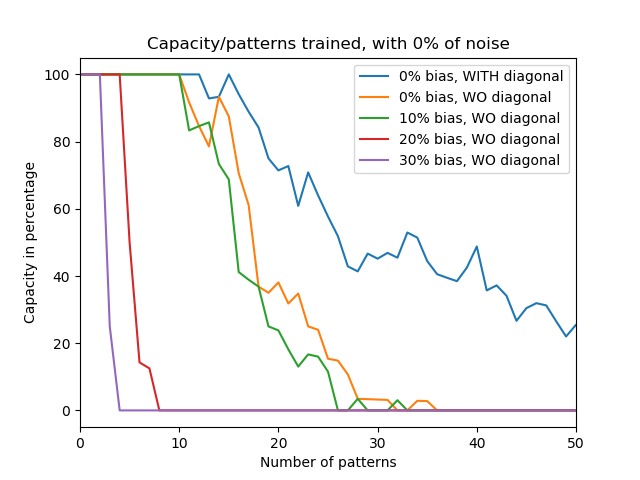 Capacity/patterns trained, with 0% of noise
Capacity in percentage
100
80
60
40
20
0
0% bias, WITH diagonal
0% bias, WO diagonal
10% bias, WO diagonal
20% bias, WO diagonal
30% bias, WO diagonal
0 10 20 30 40 50
Number of patterns